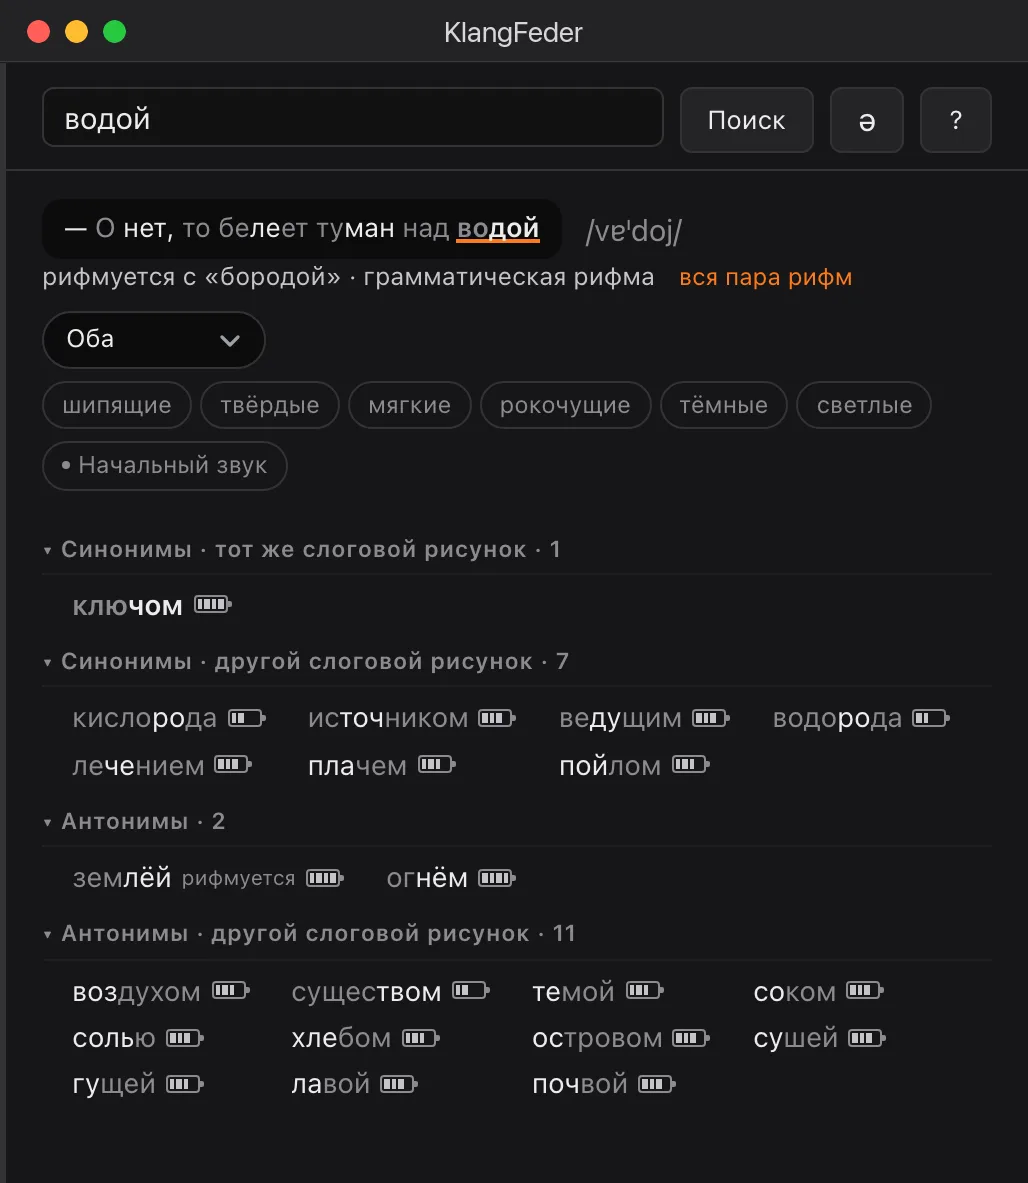 KlangFeder
водой Поиск ə ?
— О нет, то белеет туман над водой /vɐˈdoj/
рифмуется с «бородой» · грамматическая рифма вся пара рифм
Оба
шипящие твёрдые мягкие рокочущие тёмные светлые
• Начальный звук
▾ Синонимы · тот же слоговой рисунок · 1
ключом
▾ Синонимы · другой слоговой рисунок · 7
кислорода источником ведущим водорода
лечением плачем пойлом
▾ Антонимы · 2
землёй рифмуется огнём
▾ Антонимы · другой слоговой рисунок · 11
воздухом существом темой соком
солью хлебом островом сушей
гущей лавой почвой